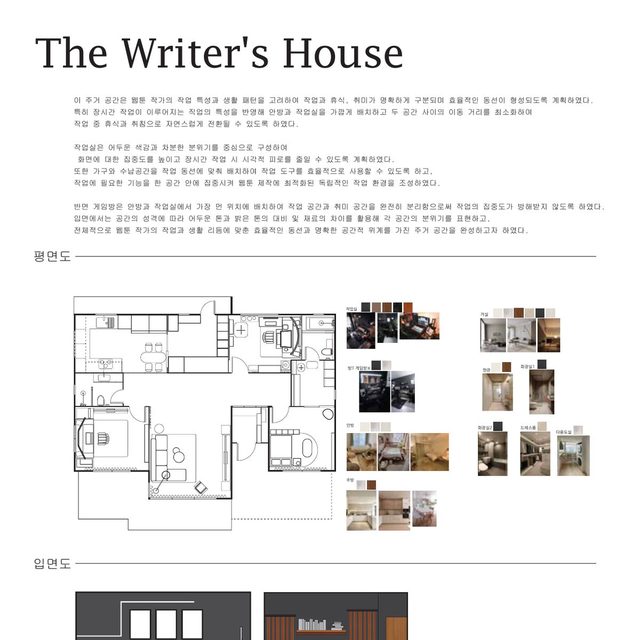 The Writer's House
이 주거 공간은 웹툰 작가의 작업 특성과 생활 패턴을 고려하여 작업과 휴식, 취미가 명확하게 구분되며 효율적인 동선이 형성되도록 계획하였다.
특히 장시간 작업이 이루어지는 직업의 특성을 반영해 안방과 작업실을 가깝게 배치하고 두 공간 사이의 이동 거리를 최소화하여
작업 중 휴식과 취침으로 자연스럽게 전환될 수 있도록 하였다.
작업실은 어두운 색감과 차분한 분위기를 중심으로 구성하여
화면에 대한 집중도를 높이고 장시간 작업 시 시각적 피로를 줄일 수 있도록 계획하였다.
또한 가구와 수납공간을 작업 동선에 맞춰 배치하여 작업 도구를 효율적으로 사용할 수 있도록 하고,
작업에 필요한 기능을 한 공간 안에 집중시켜 웹툰 제작에 최적화된 독립적인 작업 환경을 조성하였다.
반면 게임방은 안방과 작업실에서 가장 먼 위치에 배치하여 작업 공간과 취미 공간을 완전히 분리함으로써 작업의 집중도가 방해받지 않도록 하였다.
입면에서는 공간의 성격에 따라 어두운 톤과 밝은 톤의 대비 및 재료의 차이를 활용해 각 공간의 분위기를 표현하고,
전체적으로 웹툰 작가의 작업과 생활 리듬에 맞춘 효율적인 동선과 명확한 공간적 위계를 가진 주거 공간을 완성하고자 하였다.
평면도
작업실
거실
방1 게임방
현관
화장실1
안방
화장실2
드레스룸
다용도실
주방
입면도